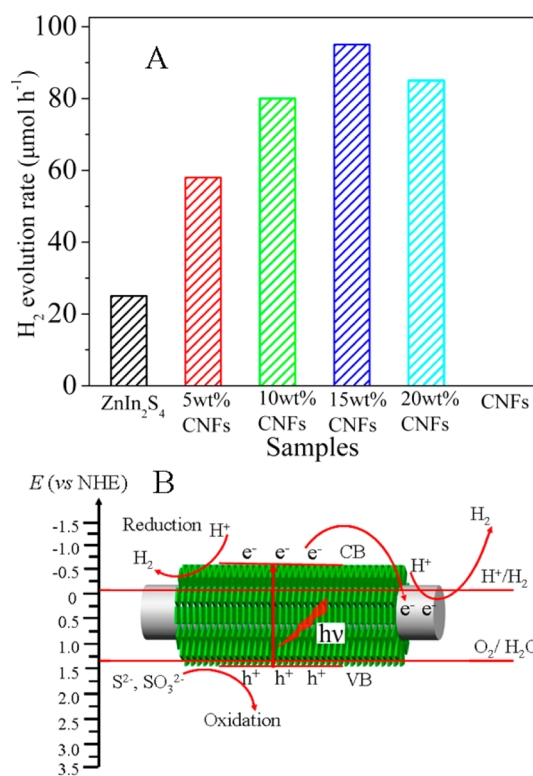 A
H₂ evolution rate (μmol h⁻¹)
100
80
60
40
20
0
ZnIn₂S₄
5wt% CNFs
10wt% CNFs
15wt% CNFs
20wt% CNFs
CNFs
Samples
B
E (vs NHE)
-1.5
-1.0
-0.5
0
0.5
1.0
1.5
2.0
2.5
3.0
3.5
Reduction
H⁺
H₂
e⁻ e⁻ e⁻
CB
H⁺
H₂
H⁺/H₂
e⁻ e⁻
hν
O₂/ H₂O
S²⁻, SO₃²⁻
h⁺ h⁺ h⁺
VB
Oxidation